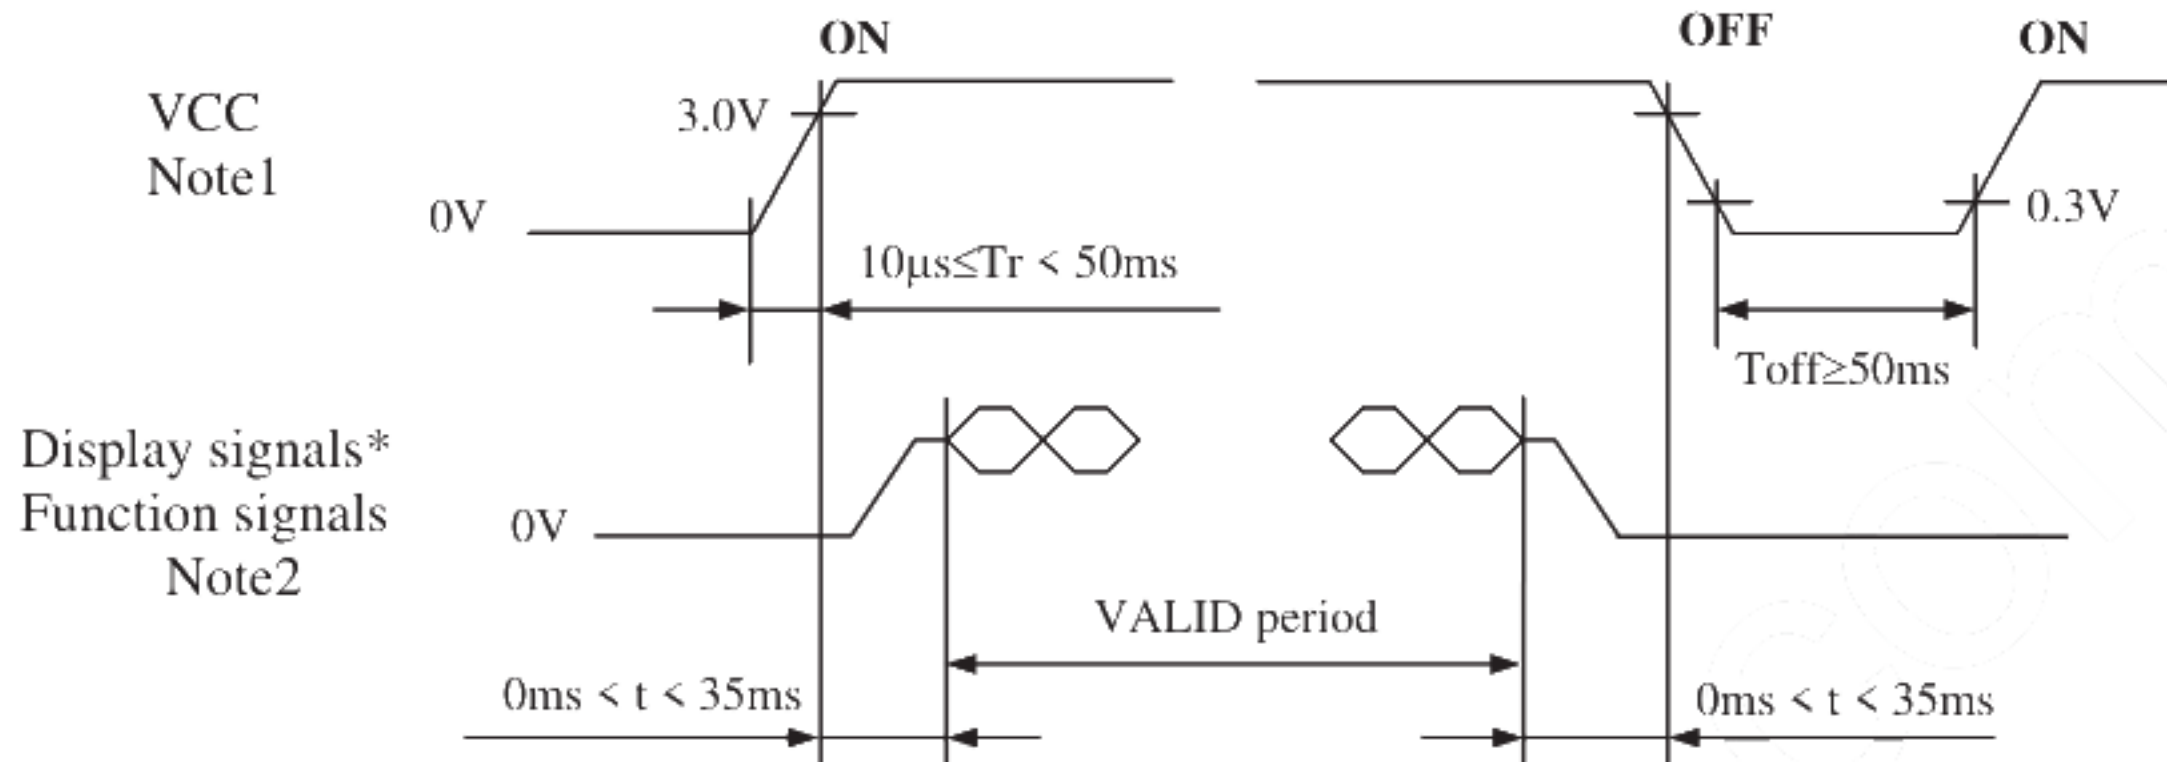 ON
OFF
ON
VCC
Note1
3.0V
0V
0.3V
10μs≤Tr < 50ms
Toff≥50ms
Display signals*
Function signals
Note2
0V
VALID period
0ms < t < 35ms
0ms < t < 35ms